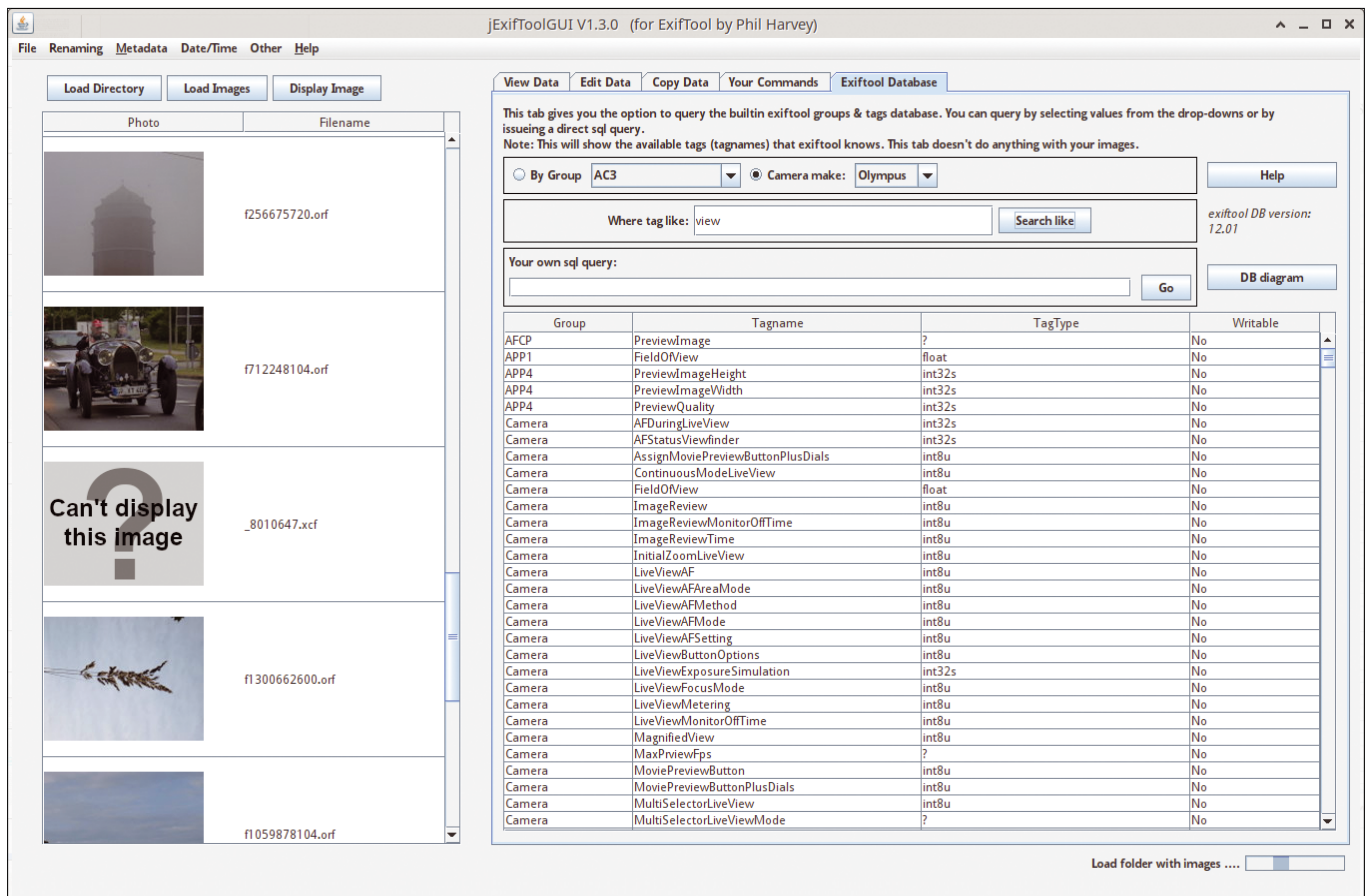 jExifToolGUI V1.3.0 (for ExifTool by Phil Harvey)
File Renaming Metadata Date/Time Other Help
Load Directory Load Images Display Image
Photo Filename
f256675720.orf
f712248104.orf
Can't display
this image
_8010647.xcf
f1300662600.orf
f1059878104.orf
View Data Edit Data Copy Data Your Commands Exiftool Database
This tab gives you the option to query the builtin exiftool groups & tags database. You can query by selecting values from the drop-downs or by
issueing a direct sql query.
Note: This will show the available tags (tagnames) that exiftool knows. This tab doesn't do anything with your images.
By Group AC3 Camera make: Olympus
Help
Where tag like: view Search like
exiftool DB version:
12.01
Your own sql query:
Go
DB diagram
Group Tagname TagType Writable
AFCP PreviewImage ? No
APP1 FieldOfView float No
APP4 PreviewImageHeight int32s No
APP4 PreviewImageWidth int32s No
APP4 PreviewQuality int32s No
Camera AFDuringLiveView int32s No
Camera AFStatusViewfinder int32s No
Camera AssignMoviePreviewButtonPlusDials int8u No
Camera ContinuousModeLiveView int8u No
Camera FieldOfView float No
Camera ImageReview int8u No
Camera ImageReviewMonitorOffTime int8u No
Camera ImageReviewTime int8u No
Camera InitialZoomLiveView int8u No
Camera LiveViewAF int8u No
Camera LiveViewAFAreaMode int8u No
Camera LiveViewAFMethod int8u No
Camera LiveViewAFMode int8u No
Camera LiveViewAFSetting int8u No
Camera LiveViewButtonOptions int8u No
Camera LiveViewExposureSimulation int32s No
Camera LiveViewFocusMode int8u No
Camera LiveViewMetering int8u No
Camera LiveViewMonitorOffTime int8u No
Camera MagnifiedView int8u No
Camera MaxPrviewFps ? No
Camera MoviePreviewButton int8u No
Camera MoviePreviewButtonPlusDials int8u No
Camera MultiSelectorLiveView int8u No
Camera MultiSelectorLiveViewMode ? No
Load folder with images ....